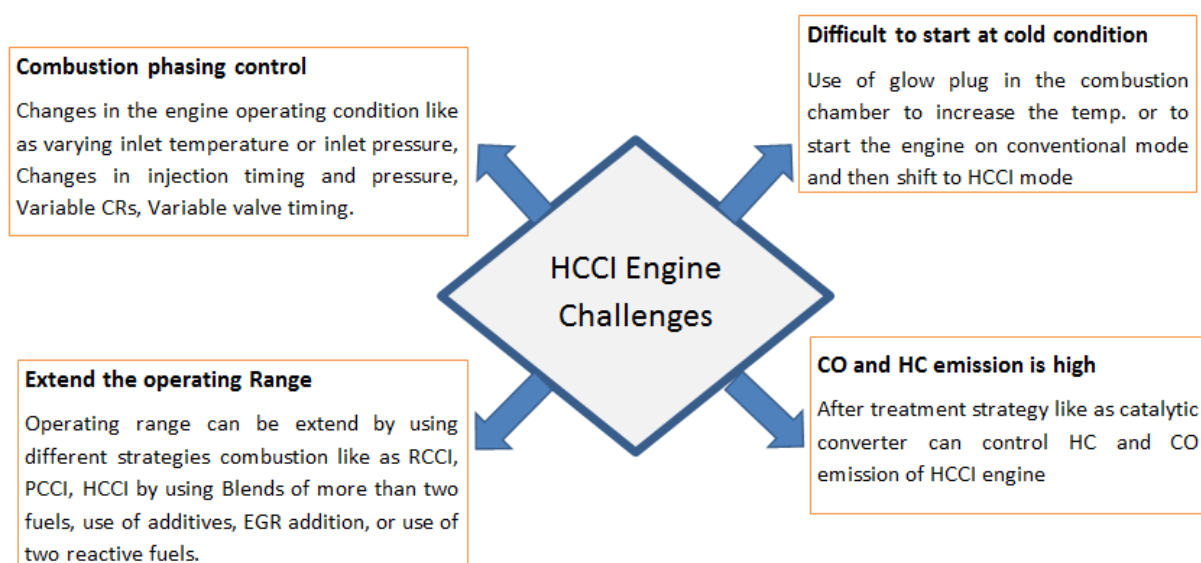 Combustion phasing control
Changes in the engine operating condition like
as varying inlet temperature or inlet pressure,
Changes in injection timing and pressure,
Variable CRs, Variable valve timing.
Difficult to start at cold condition
Use of glow plug in the combustion
chamber to increase the temp. or to
start the engine on conventional mode
and then shift to HCCI mode
HCCI Engine
Challenges
Extend the operating Range
Operating range can be extend by using
different strategies combustion like as RCCI,
PCCI, HCCI by using Blends of more than two
fuels, use of additives, EGR addition, or use of
two reactive fuels.
CO and HC emission is high
After treatment strategy like as catalytic
converter can control HC and CO
emission of HCCI engine